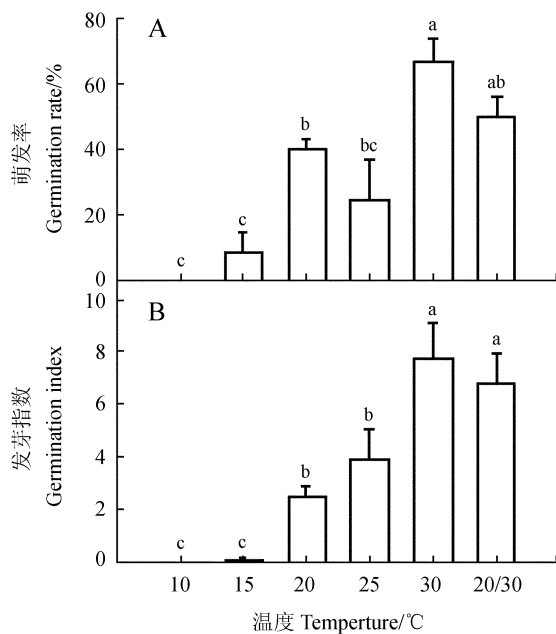 A
萌发率
Germination rate/%
80
60
40
20
0
c
c
b
bc
a
ab
B
发芽指数
Germination index
10
8
6
4
2
0
c
c
b
b
a
a
10 15 20 25 30 20/30
温度 Temperture/℃